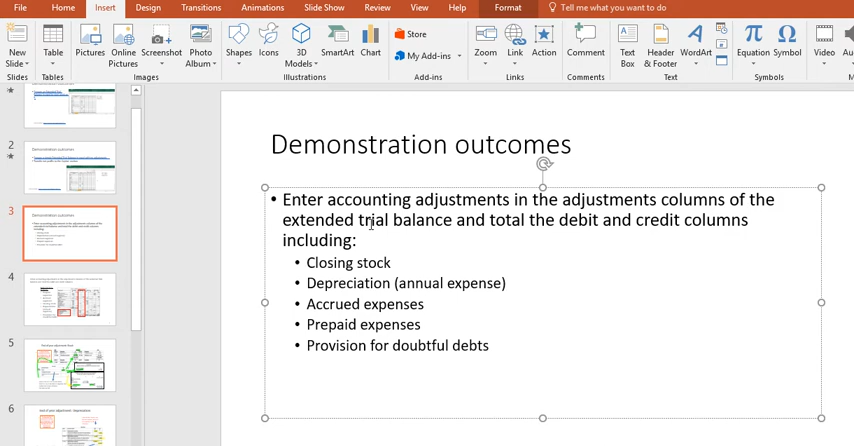 File Home Insert Design Transitions Animations Slide Show Review View Help Format Tell me what you want to do
New Slide Table Pictures Online Pictures Screenshot Photo Album Shapes Icons 3D Models SmartArt Chart Store My Add-ins Zoom Link Action Comment Text Box Header & Footer WordArt Equation Symbol Video
Slides Tables Images Illustrations Add-ins Links Comments Text Symbols
2
3
4
5
6
Demonstration outcomes
• Enter accounting adjustments in the adjustments columns of the
extended trial balance and total the debit and credit columns
including:
• Closing stock
• Depreciation (annual expense)
• Accrued expenses
• Prepaid expenses
• Provision for doubtful debts